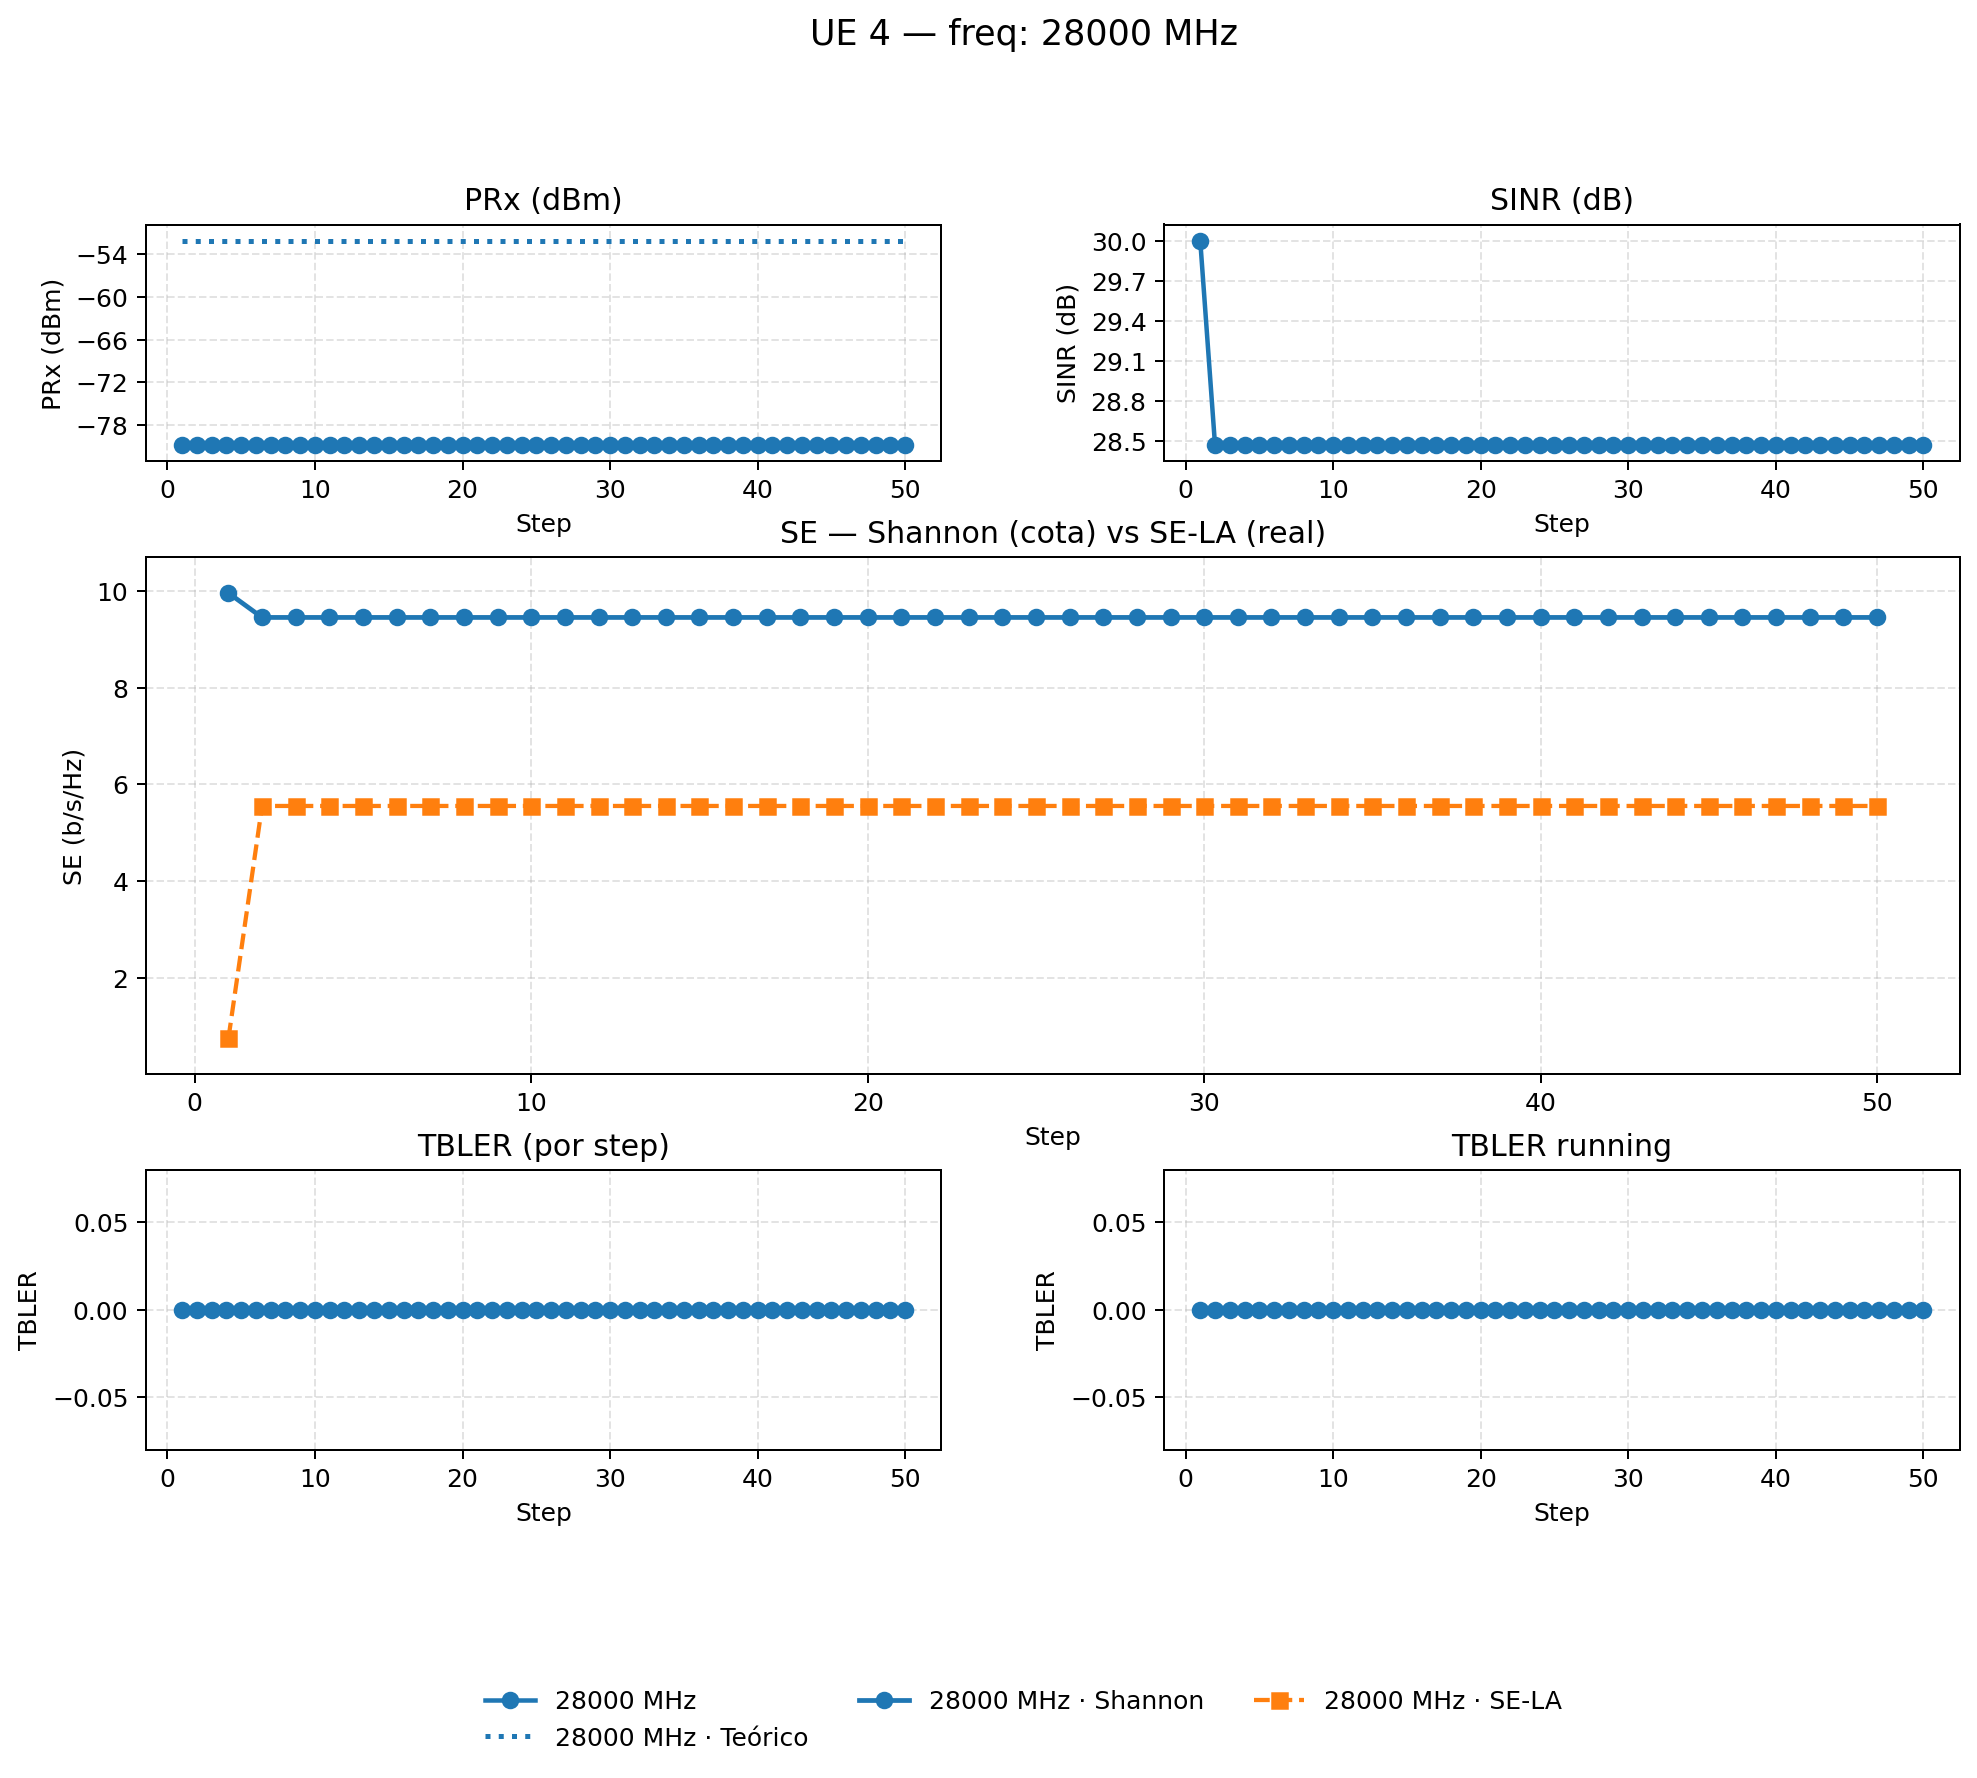 UE 4 — freq: 28000 MHz
PRx (dBm)
PRx (dBm)
−54
−60
−66
−72
−78
0 10 20 30 40 50
Step
SINR (dB)
SINR (dB)
30.0
29.7
29.4
29.1
28.8
28.5
0 10 20 30 40 50
Step
SE — Shannon (cota) vs SE-LA (real)
SE (b/s/Hz)
10
8
6
4
2
0 10 20 30 40 50
Step
TBLER (por step)
TBLER
0.05
0.00
−0.05
0 10 20 30 40 50
Step
TBLER running
TBLER
0.05
0.00
−0.05
0 10 20 30 40 50
Step
28000 MHz
28000 MHz · Teórico
28000 MHz · Shannon
28000 MHz · SE-LA